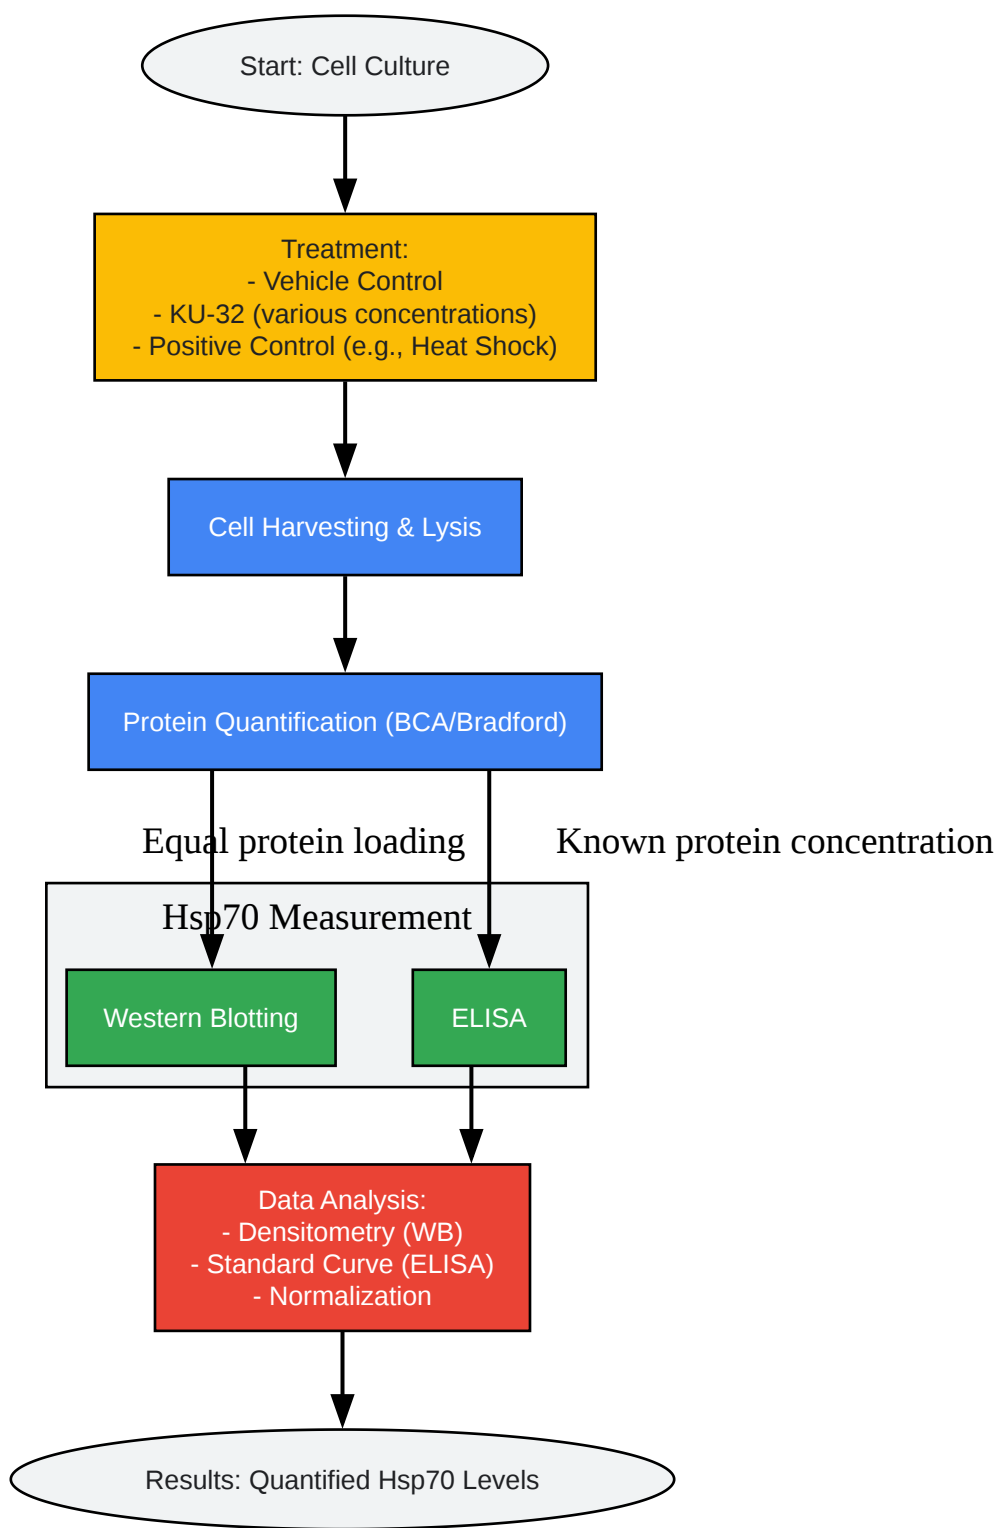 Start: Cell Culture
Treatment:
- Vehicle Control
- KU-32 (various concentrations)
- Positive Control (e.g., Heat Shock)
Cell Harvesting & Lysis
Protein Quantification (BCA/Bradford)
Equal protein loading
Known protein concentration
Hsp70 Measurement
Western Blotting
ELISA
Data Analysis:
- Densitometry (WB)
- Standard Curve (ELISA)
- Normalization
Results: Quantified Hsp70 Levels